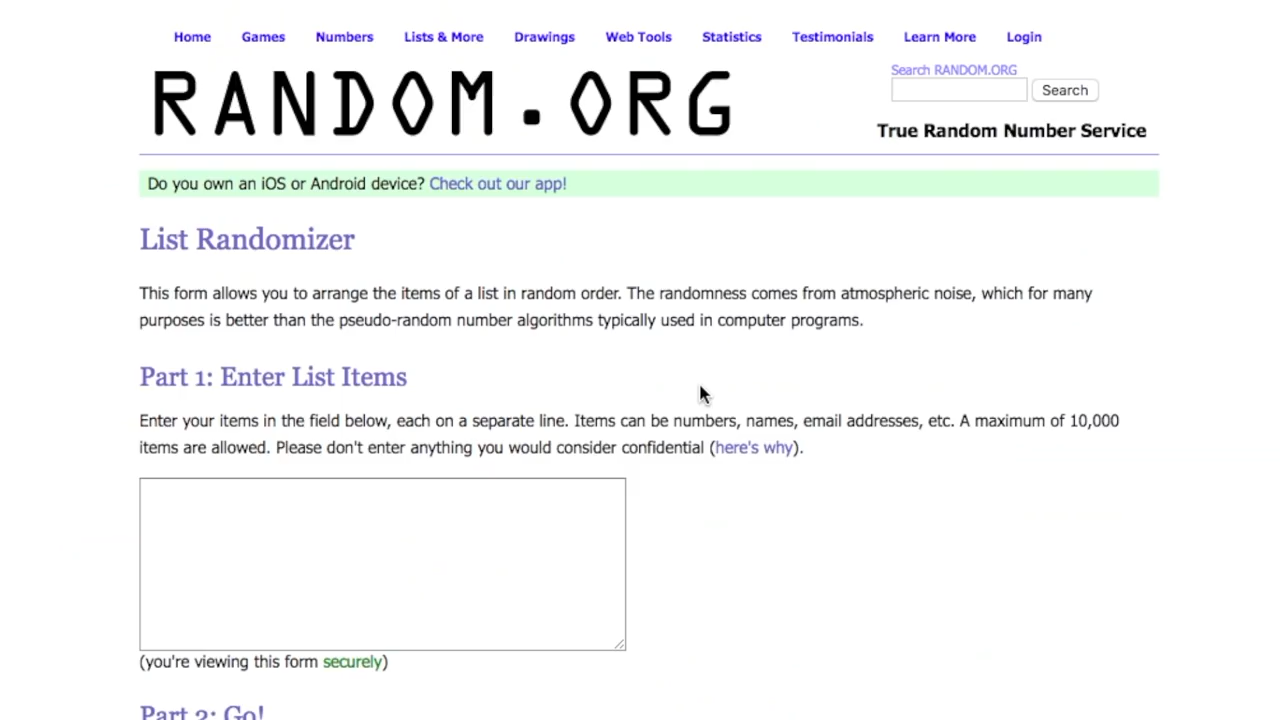 Home Games Numbers Lists & More Drawings Web Tools Statistics Testimonials Learn More Login
RANDOM.ORG
Search RANDOM.ORG
Search
True Random Number Service
Do you own an iOS or Android device? Check out our app!
List Randomizer
This form allows you to arrange the items of a list in random order. The randomness comes from atmospheric noise, which for many
purposes is better than the pseudo-random number algorithms typically used in computer programs.
Part 1: Enter List Items
Enter your items in the field below, each on a separate line. Items can be numbers, names, email addresses, etc. A maximum of 10,000
items are allowed. Please don't enter anything you would consider confidential (here's why).
(you're viewing this form securely)
Part 2: Go!